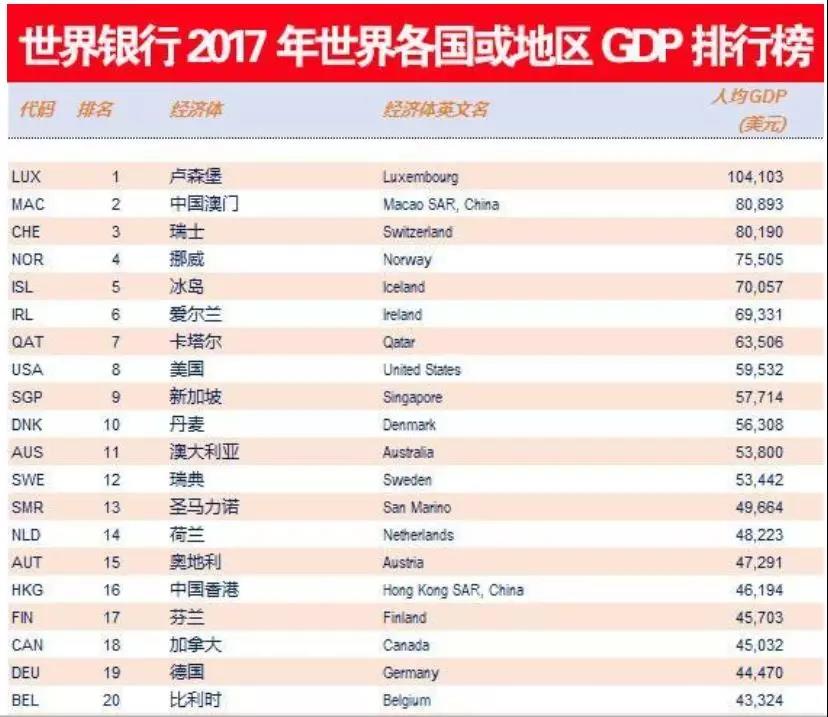 世界银行2017年世界各国或地区GDP排行榜
代码 排名 经济体 经济体英文名 人均GDP
(美元)
LUX 1 卢森堡 Luxembourg 104,103
MAC 2 中国澳门 Macao SAR, China 80,893
CHE 3 瑞士 Switzerland 80,190
NOR 4 挪威 Norway 75,505
ISL 5 冰岛 Iceland 70,057
IRL 6 爱尔兰 Ireland 69,331
QAT 7 卡塔尔 Qatar 63,506
USA 8 美国 United States 59,532
SGP 9 新加坡 Singapore 57,714
DNK 10 丹麦 Denmark 56,308
AUS 11 澳大利亚 Australia 53,800
SWE 12 瑞典 Sweden 53,442
SMR 13 圣马力诺 San Marino 49,664
NLD 14 荷兰 Netherlands 48,223
AUT 15 奥地利 Austria 47,291
HKG 16 中国香港 Hong Kong SAR, China 46,194
FIN 17 芬兰 Finland 45,703
CAN 18 加拿大 Canada 45,032
DEU 19 德国 Germany 44,470
BEL 20 比利时 Belgium 43,324